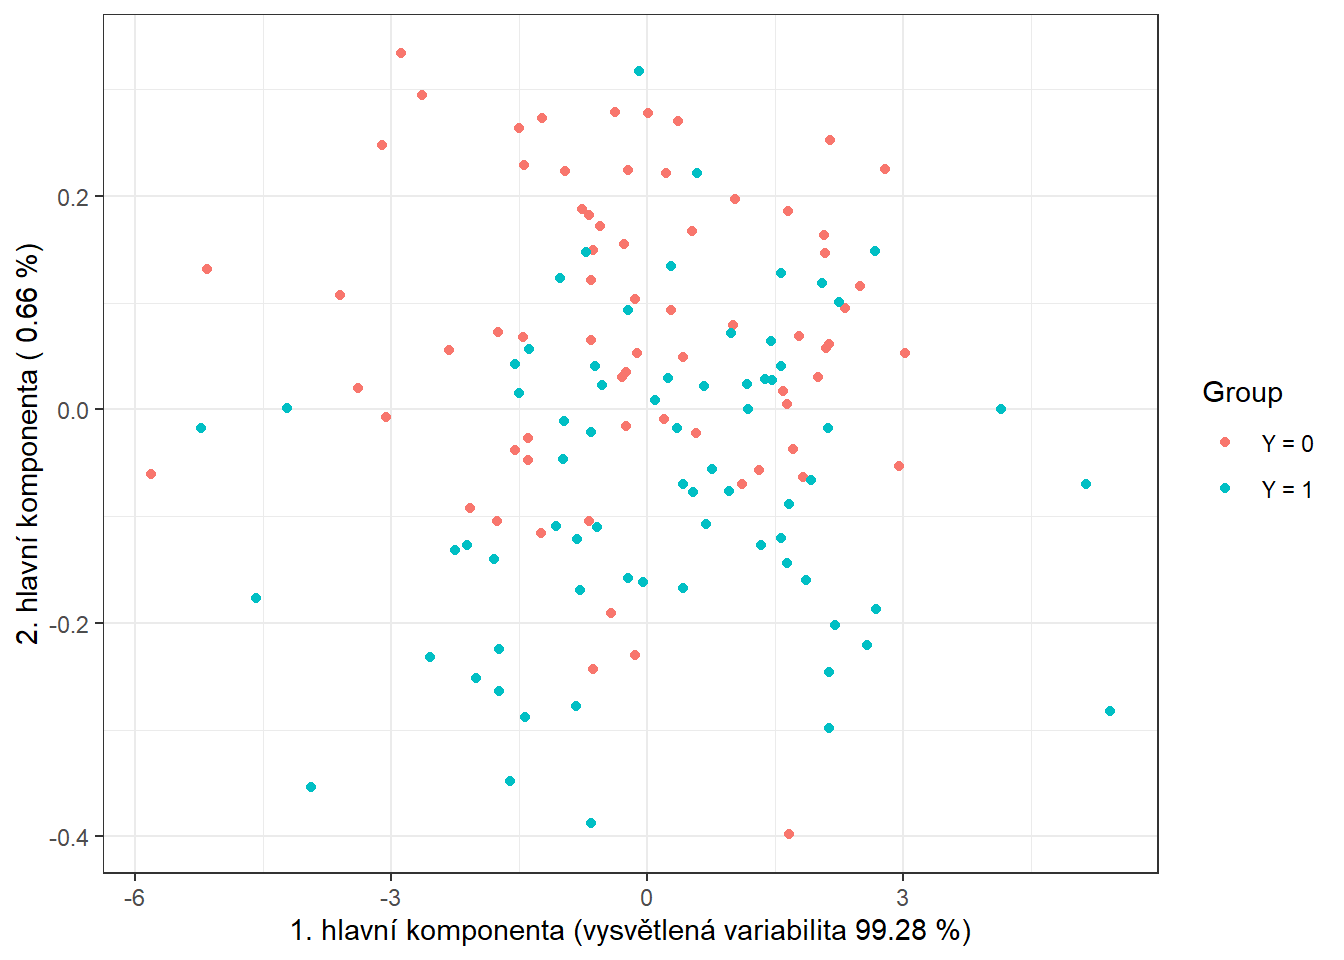 2. hlavní komponenta ( 0.66 %)
0.2
0.0
-0.2
-0.4
-6
-3
0
3
1. hlavní komponenta (vysvětlená variabilita 99.28 %)
Group
Y = 0
Y = 1